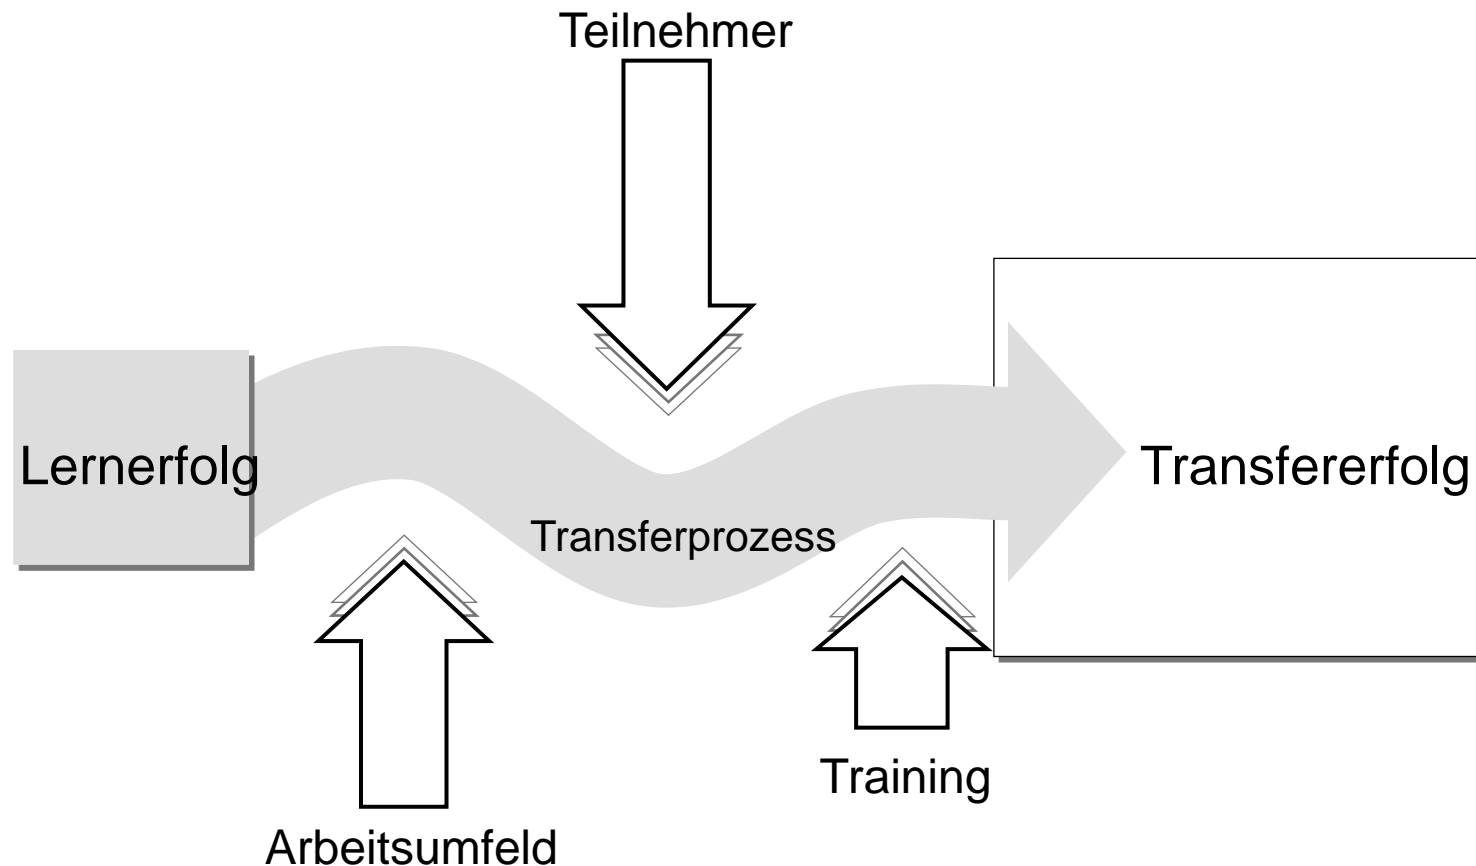 Teilnehmer
Lernerfolg
Transfererfolg
Transferprozess
Training
Arbeitsumfeld